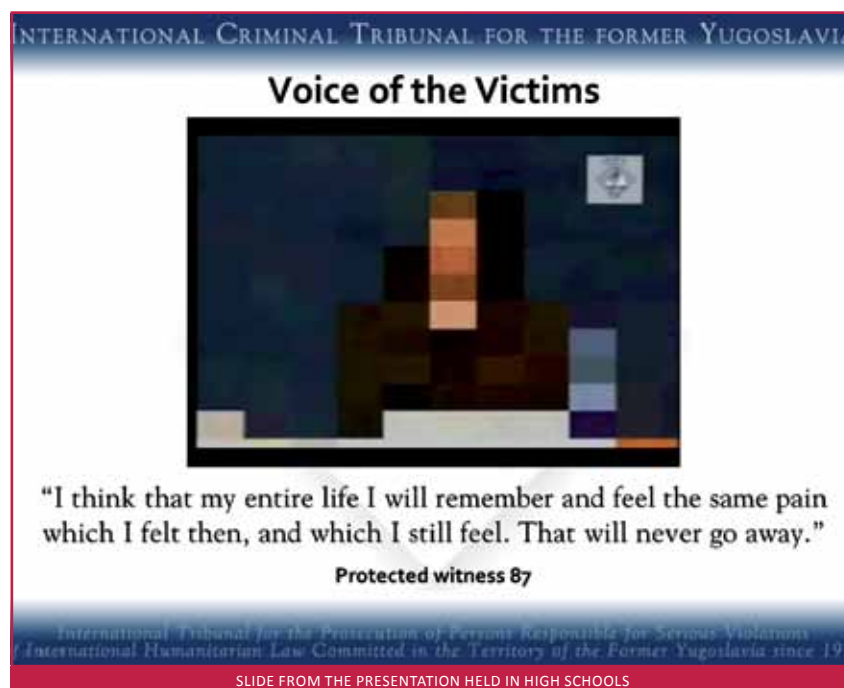 INTERNATIONAL CRIMINAL TRIBUNAL FOR THE FORMER YUGOSLAVIA
Voice of the Victims
“I think that my entire life I will remember and feel the same pain
which I felt then, and which I still feel. That will never go away.”
Protected witness 87
International Tribunal for the Prosecution of Persons Responsible for Serious Violations
f International Humanitarian Law Committed in the Territory of the Former Yugoslavia since 19
SLIDE FROM THE PRESENTATION HELD IN HIGH SCHOOLS